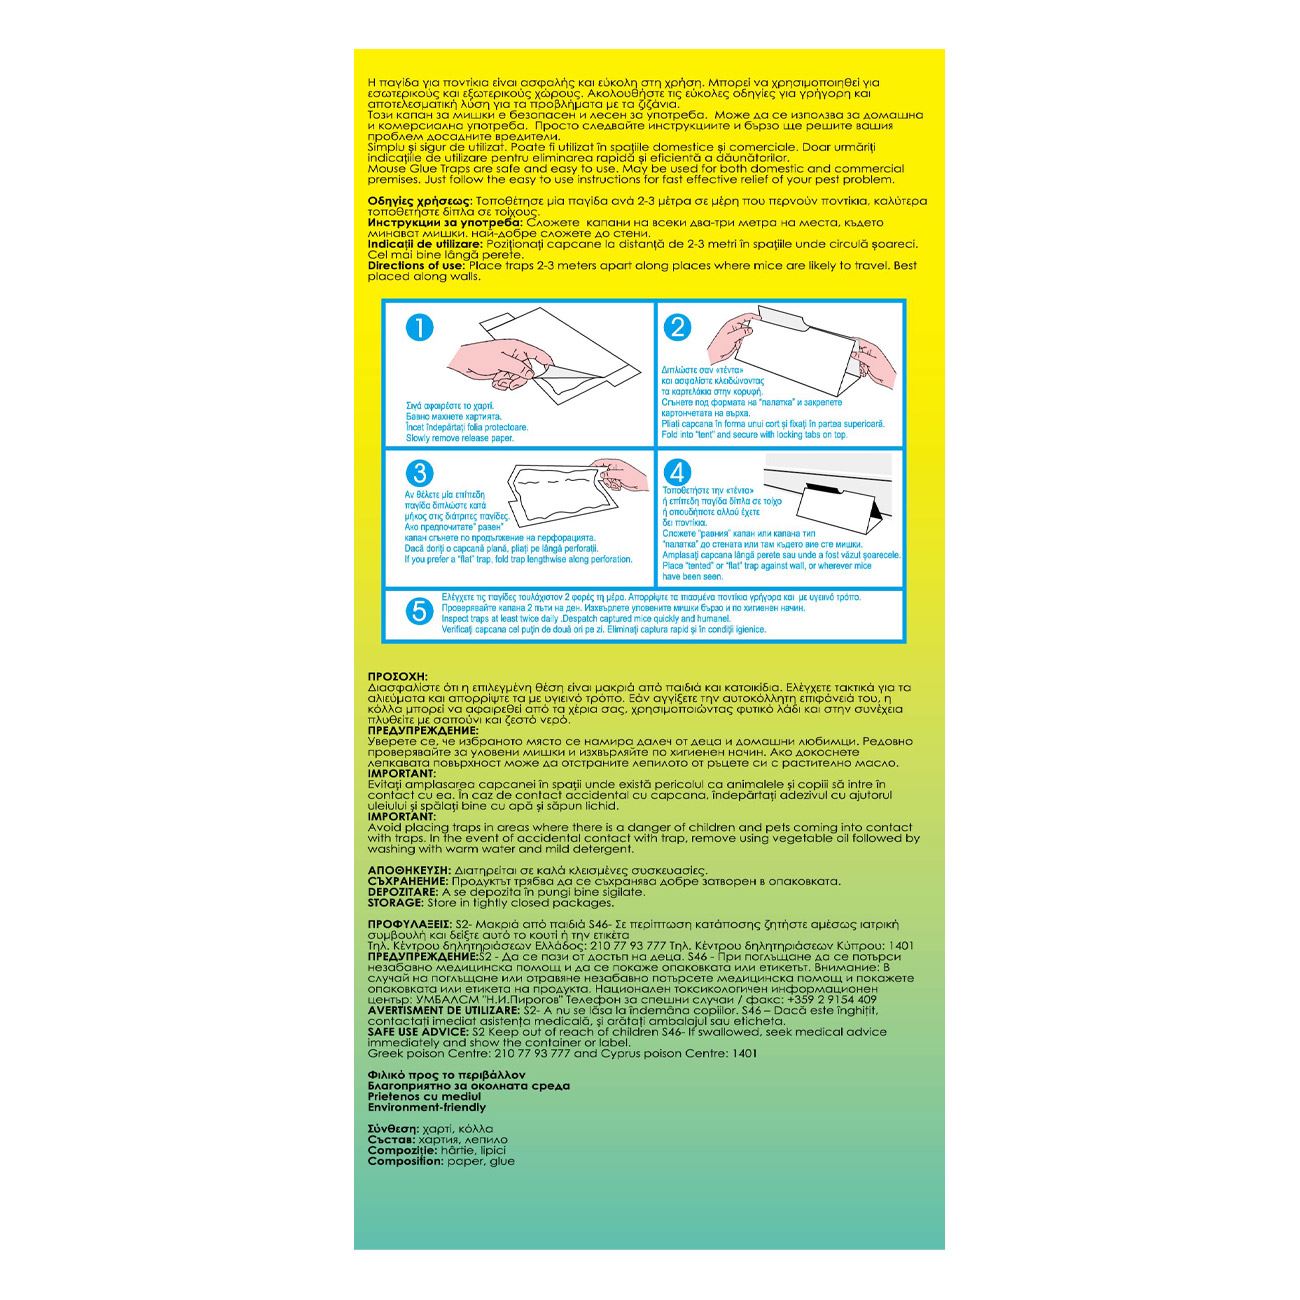 Η παγίδα για ποντίκια είναι ασφαλής και εύκολη στη χρήση. Μπορεί να χρησιμοποιηθεί για
εσωτερικούς και εξωτερικούς χώρους. Ακολουθήστε τις εύκολες οδηγίες για γρήγορη και
αποτελεσματική λύση για τα προβλήματα με τα ζιζάνια.
Този капан за мишки е безопасен и лесен за употреба. Може да се използва за домашна
и комерсиална употреба. Просто следвайте инструкциите и бързо ще решите вашия
проблем досадните вредители.
Simplu și sigur de utilizat. Poate fi utilizat în spațiile domestice și comerciale. Doar urmăriți
indicațiile de utilizare pentru eliminarea rapidă și eficientă a dăunătorilor.
Mouse Glue Traps are safe and easy to use. May be used for both domestic and commercial
premises. Just follow the easy to use instructions for fast effective relief of your pest problem.
Οδηγίες χρήσεως: Τοποθέτησε μία παγίδα ανά 2-3 μέτρα σε μέρη που περνούν ποντίκια, καλύτερα
τοποθετήστε δίπλα σε τοίχους.
Инструкции за употреба: Сложете капани на всеки два-три метра на места, където
минават мишки. най-добре сложете до стени.
Indicații de utilizare: Poziționați capcane la distanță de 2-3 metri în spațiile unde circulă șoareci.
Cel mai bine lângă perete.
Directions of use: Place traps 2-3 meters apart along places where mice are likely to travel. Best
placed along walls.
1
Σιγά αφαιρέστε το χαρτί.
Бавно махнете хартията.
Încet îndepărtați folia protectoare.
Slowly remove release paper.
2
Διπλώστε σαν «τέντα»
και ασφαλίστε κλειδώνοντας
τα καρτελάκια στην κορυφή.
Сгънете под формата на "палатка" и закрепете
картончетата на върха.
Pliati capcana în forma unui cort și fixați în partea superioară.
Fold into "tent" and secure with locking tabs on top.
3
Αν θέλετε μία επίπεδη
παγίδα διπλώστε κατά
μήκος στις διάτρητες παγίδες.
Ако предпочитате" равен"
капан сгънете по продължение на перфорацията.
Dacă doriți o capcană plană, pliați pe lângă perforații.
If you prefer a "flat" trap, fold trap lengthwise along perforation.
4
Τοποθετήστε την «τέντα»
ή επίπεδη παγίδα δίπλα σε τοίχο
ή οπουδήποτε αλλού έχετε
δει ποντίκια.
Сложете "равния" капан или капана тип
"палатка" до стената или там където вие сте мишки.
Amplasați capcana lângă perete sau unde a fost văzut șoarecele.
Place "tented" or "flat" trap against wall, or wherever mice
have been seen.
5
Ελέγχετε τις παγίδες τουλάχιστον 2 φορές τη μέρα. Απορρίψτε τα πιασμένα ποντίκια γρήγορα και με υγιεινό τρόπο.
Проверявайте капана 2 пъти на ден. Изхвърлете уловените мишки бързо и по хигиенен начин.
Inspect traps at least twice daily .Despatch captured mice quickly and humanel.
Verificați capcana cel puțin de două ori pe zi. Eliminați captura rapid și în condiții igienice.
ΠΡΟΣΟΧΗ:
Διασφαλίστε ότι η επιλεγμένη θέση είναι μακριά από παιδιά και κατοικίδια. Ελέγχετε τακτικά για τα
αλιεύματα και απορρίψτε τα με υγιεινό τρόπο. Εάν αγγίξετε την αυτοκόλλητη επιφάνειά του, η
κόλλα μπορεί να αφαιρεθεί από τα χέρια σας, χρησιμοποιώντας φυτικό λάδι και στην συνέχεια
πλυθείτε με σαπούνι και ζεστό νερό.
ПРЕДУПРЕЖДЕНИЕ:
Уверете се, че избраното място се намира далеч от деца и домашни любимци. Редовно
проверявайте за уловени мишки и изхвърляйте по хигиенен начин. Ако докоснете
лепкавата повърхност може да отстраните лепилото от ръцете си с растително масло.
IMPORTANT:
Evitați amplasarea capcanei în spații unde există pericolul ca animalele și copiii să intre în
contact cu ea. În caz de contact accidental cu capcana, îndepărtați adezivul cu ajutorul
uleiului și spălați bine cu apă și săpun lichid.
IMPORTANT:
Avoid placing traps in areas where there is a danger of children and pets coming into contact
with traps. In the event of accidental contact with trap, remove using vegetable oil followed by
washing with warm water and mild detergent.
ΑΠΟΘΗΚΕΥΣΗ: Διατηρείται σε καλά κλεισμένες συσκευασίες.
СЪХРАНЕНИЕ: Продуктът трябва да се съхранява добре затворен в опаковката.
DEPOZITARE: A se depozita în pungi bine sigilate.
STORAGE: Store in tightly closed packages.
ΠΡΟΦΥΛΑΞΕΙΣ: S2- Μακριά από παιδιά S46- Σε περίπτωση κατάποσης ζητήστε αμέσως ιατρική
συμβουλή και δείξτε αυτό το κουτί ή την ετικέτα
Τηλ. Κέντρου δηλητηριάσεων Ελλάδος: 210 77 93 777 Τηλ. Κέντρου δηλητηριάσεων Κύπρου: 1401
ПРЕДУПРЕЖДЕНИЕ:S2 - Да се пази от достъп на деца. S46 - При поглъщане да се потърси
незабавно медицинска помощ и да се покаже опаковката или етикетът. Внимание: В
случай на поглъщане или отравяне незабавно потърсете медицинска помощ и покажете
опаковката или етикета на продукта. Национален токсикологичен информационен
център: УМБАЛСМ "Н.И.Пирогов" Телефон за спешни случаи / факс: +359 2 9154 409
AVERTISMENT DE UTILIZARE: S2- A nu se lăsa la îndemâna copiilor. S46 – Dacă este înghițit,
contactați imediat asistența medicală, și arătați ambalajul sau eticheta.
SAFE USE ADVICE: S2 Keep out of reach of children S46- If swallowed, seek medical advice
immediately and show the container or label.
Greek poison Centre: 210 77 93 777 and Cyprus poison Centre: 1401
Φιλικό προς το περιβάλλον
Благоприятно за околната среда
Prietenos cu mediul
Environment-friendly
Σύνθεση: χαρτί, κόλλα
Състав: хартия, лепило
Compoziție: hârtie, lipici
Composition: paper, glue